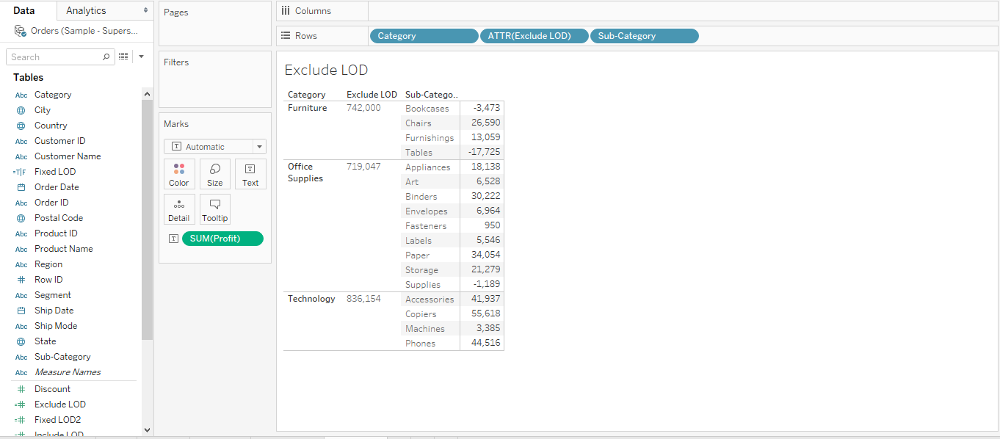 Data Analytics
Orders (Sample - Supers...
Search
Tables
Abc Category
City
Country
Abc Customer ID
Abc Customer Name
=T|F Fixed LOD
Order Date
Abc Order ID
Postal Code
Abc Product ID
Abc Product Name
Abc Region
# Row ID
Abc Segment
Ship Date
Abc Ship Mode
State
Abc Sub-Category
Abc Measure Names
# Discount
=# Exclude LOD
=# Fixed LOD2
=# Include LOD
Pages
Filters
Marks
T Automatic
Color Size T Text
Detail Tooltip
T SUM(Profit)
Columns
Rows Category ATTR(Exclude LOD) Sub-Category
Exclude LOD
Category Exclude LOD Sub-Catego..
Furniture 742,000 Bookcases -3,473
Chairs 26,590
Furnishings 13,059
Tables -17,725
Office 719,047 Appliances 18,138
Supplies Art 6,528
Binders 30,222
Envelopes 6,964
Fasteners 950
Labels 5,546
Paper 34,054
Storage 21,279
Supplies -1,189
Technology 836,154 Accessories 41,937
Copiers 55,618
Machines 3,385
Phones 44,516